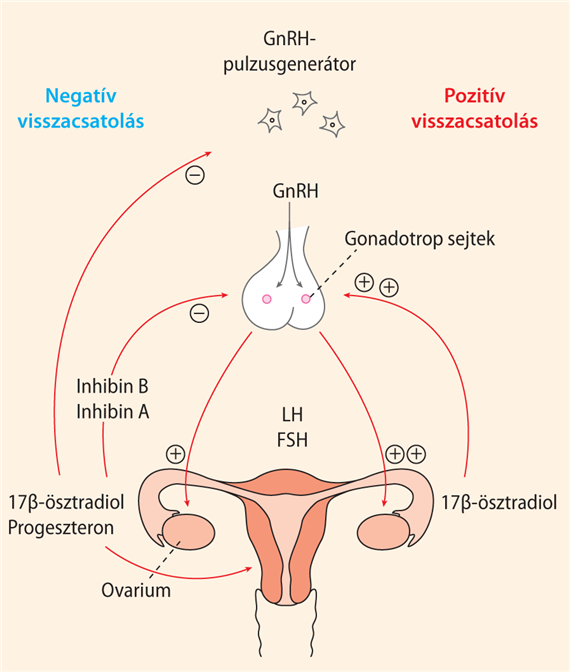 GnRH-
pulzusgenerátor
Negatív
visszacsatolás
Pozitív
visszacsatolás
−
GnRH
Gonadotrop sejtek
+ +
−
Inhibin B
Inhibin A
LH
FSH
+
++
17β-ösztradiol
Progeszteron
17β-ösztradiol
Ovarium